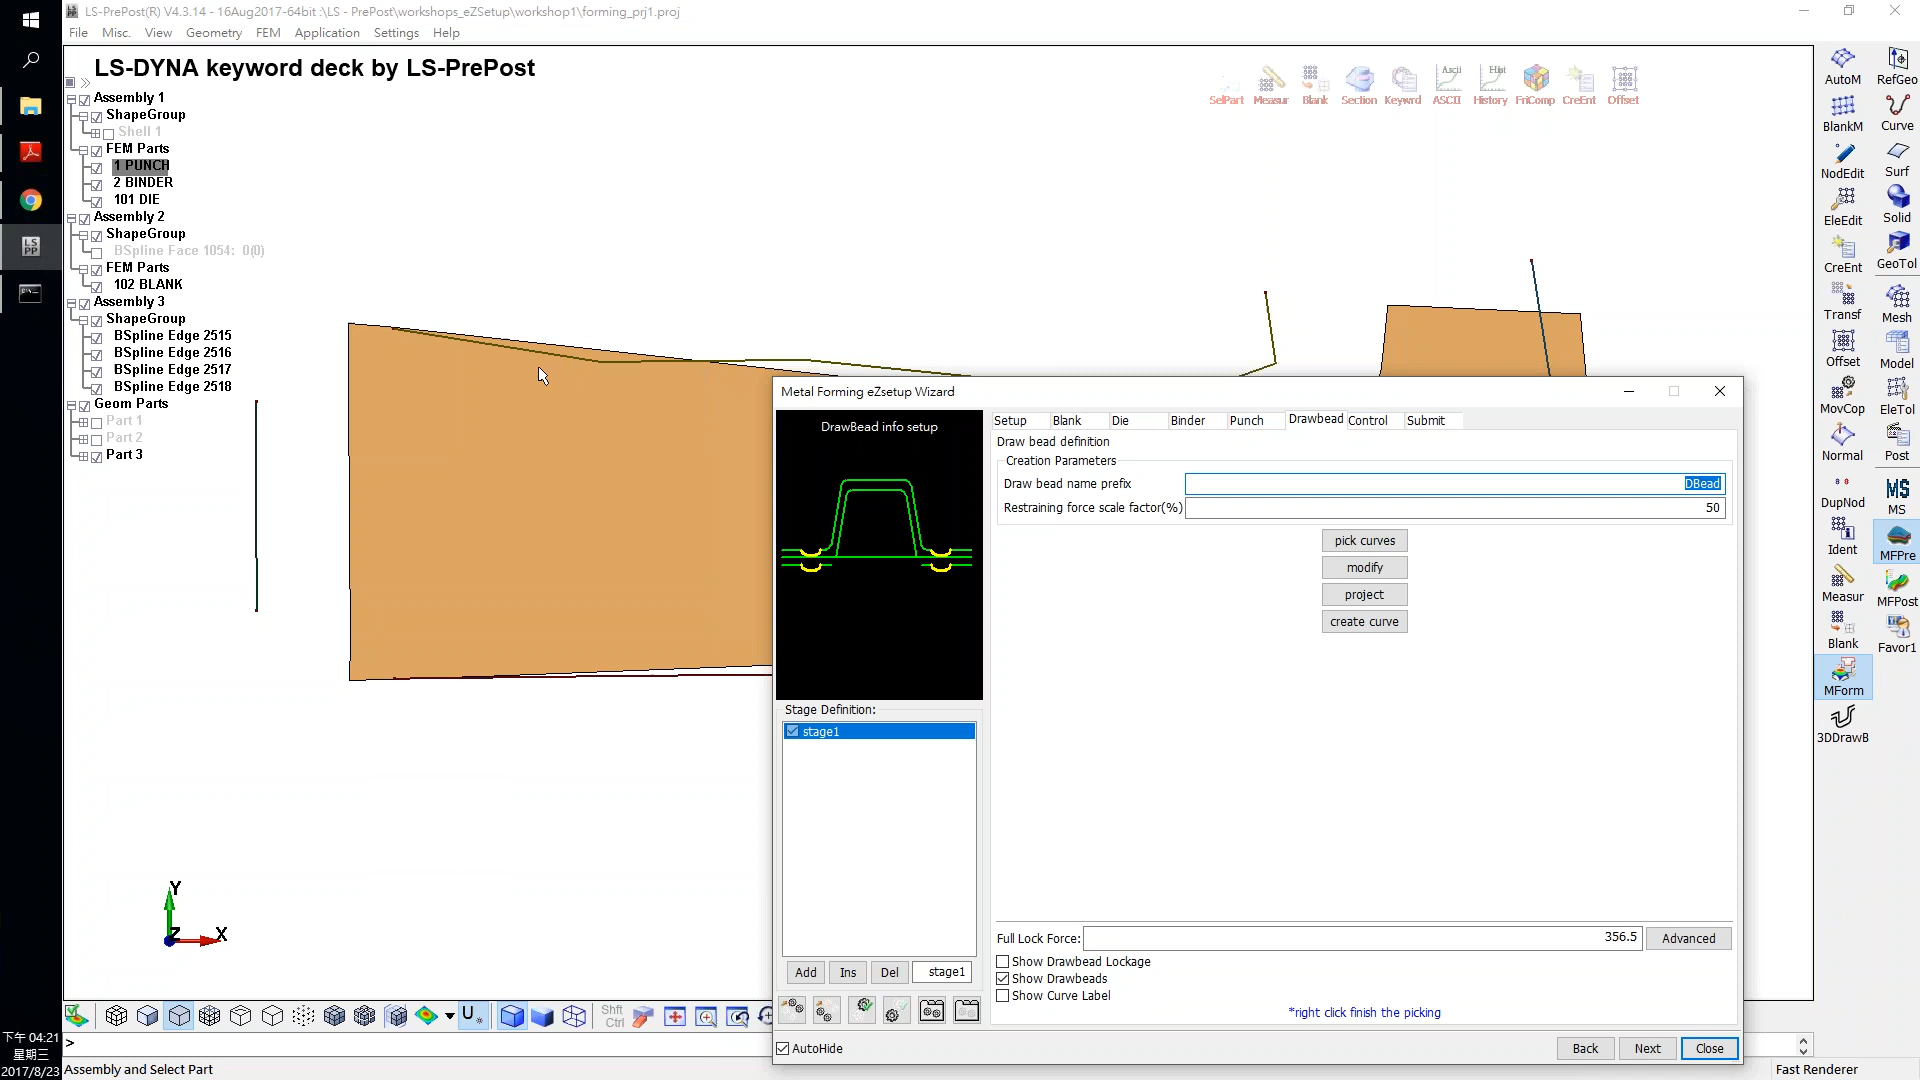 LS-PrePost(R) V4.3.14 - 16Aug2017-64bit :\LS - PrePost\workshops_eZSetup\workshop1\forming_prj1.proj
File Misc. View Geometry FEM Application Settings Help
LS-DYNA keyword deck by LS-PrePost
Assembly 1
ShapeGroup
Shell 1
FEM Parts
1 PUNCH
2 BINDER
101 DIE
Assembly 2
ShapeGroup
BSpline Face 1054: 0(0)
FEM Parts
102 BLANK
Assembly 3
ShapeGroup
BSpline Edge 2515
BSpline Edge 2516
BSpline Edge 2517
BSpline Edge 2518
Geom Parts
Part 1
Part 2
Part 3
SelPart Measur Blank Section Keywrd ASCII History FriComp CreEnt Offset
Metal Forming eZsetup Wizard
DrawBead info setup
Setup Blank Die Binder Punch Drawbead Control Submit
Draw bead definition
Creation Parameters
Draw bead name prefix DBead
Restraining force scale factor(%) 50
pick curves
modify
project
create curve
Stage Definition:
stage1
Add Ins Del stage1
Full Lock Force: 356.5 Advanced
Show Drawbead Lockage
Show Drawbeads
Show Curve Label
*right click finish the picking
AutoHide
Back Next Close
AutoM RefGeo
BlankM Curve
NodEdit Surf
EleEdit Solid
CreEnt GeoTol
Transf Mesh
Offset Model
MovCop EleTol
Normal Post
DupNod MS MS
Ident MFPre
Measur MFPost
Blank Favor1
MForm
3DDrawB
Y
Z X
Shft
Ctrl
>
Assembly and Select Part
Fast Renderer
下午 04:21
星期三
2017/8/23
LS
PP
Ascii
Hist
U